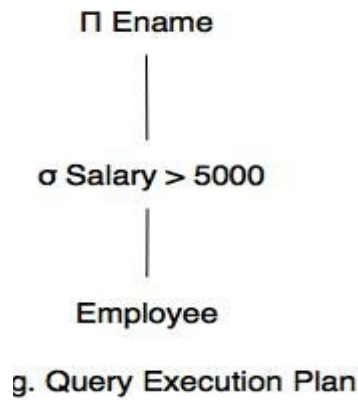 Π Ename
σ Salary > 5000
Employee
g. Query Execution Plan